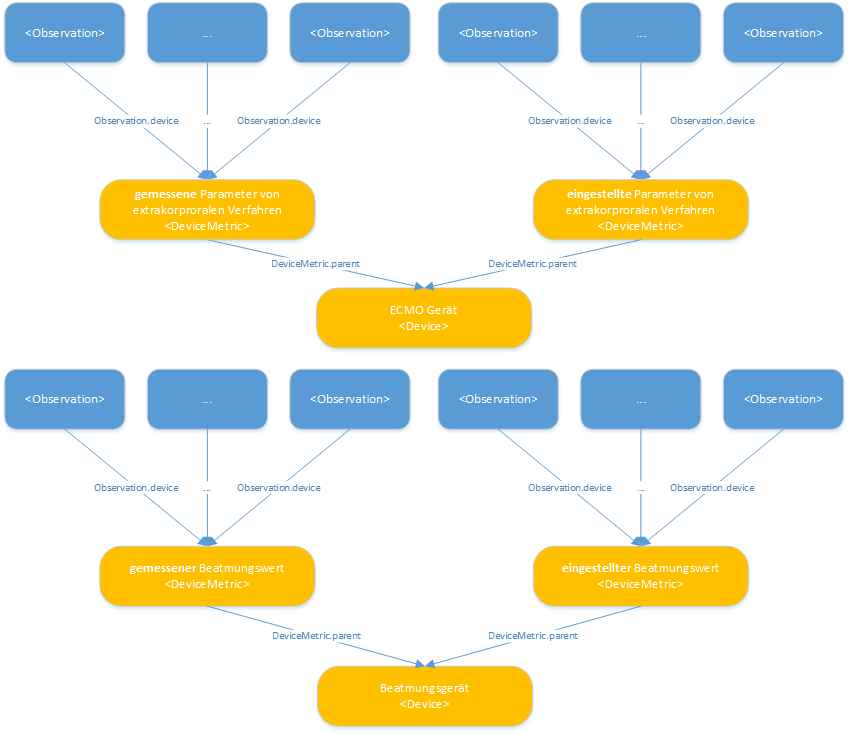 <Observation>
...
<Observation>
<Observation>
...
<Observation>
Observation.device
...
Observation.device
Observation.device
...
Observation.device
gemessene Parameter von
extrakorproralen Verfahren
<DeviceMetric>
eingestellte Parameter von
extrakorproralen Verfahren
<DeviceMetric>
DeviceMetric.parent
DeviceMetric.parent
ECMO Gerät
<Device>
<Observation>
...
<Observation>
<Observation>
...
<Observation>
Observation.device
...
Observation.device
Observation.device
...
Observation.device
gemessener Beatmungswert
<DeviceMetric>
eingestellter Beatmungswert
<DeviceMetric>
DeviceMetric.parent
DeviceMetric.parent
Beatmungsgerät
<Device>